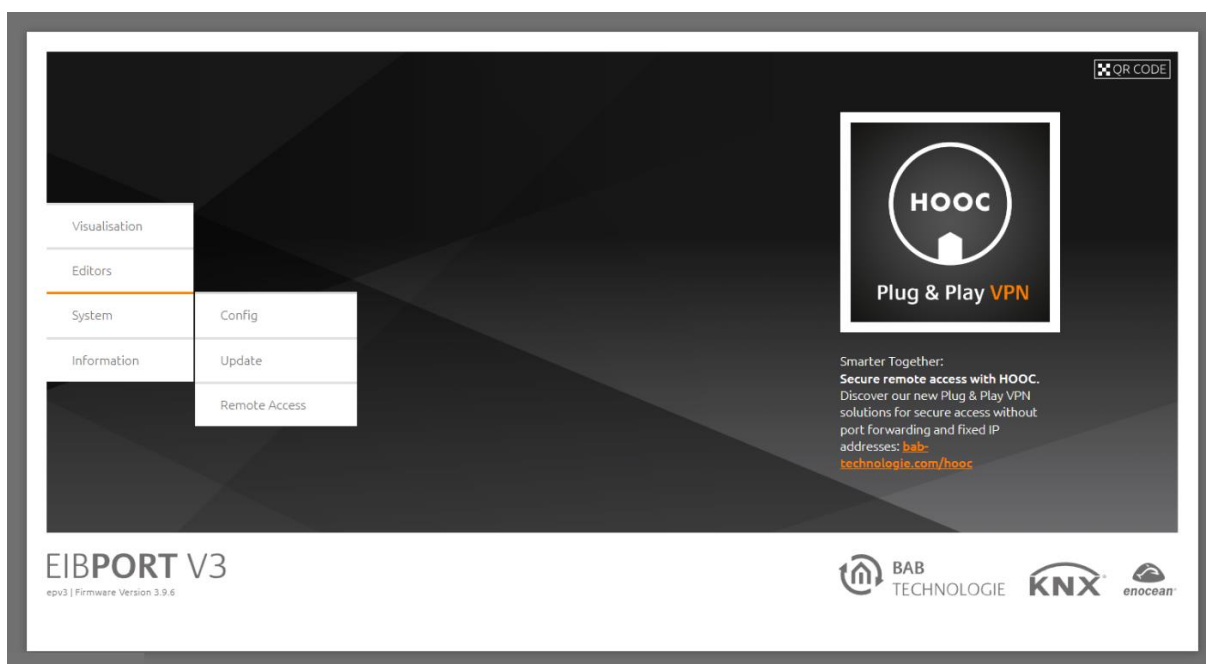 QR CODE
Visualisation
Editors
System
Information
Config
Update
Remote Access
HOOC
Plug & Play VPN
Smarter Together:
Secure remote access with HOOC.
Discover our new Plug & Play VPN
solutions for secure access without
port forwarding and fixed IP
addresses: bab-
technologie.com/hooc
EIBPORT V3
epv3 | Firmware Version 3.9.6
BAB
TECHNOLOGIE
KNX
enocean